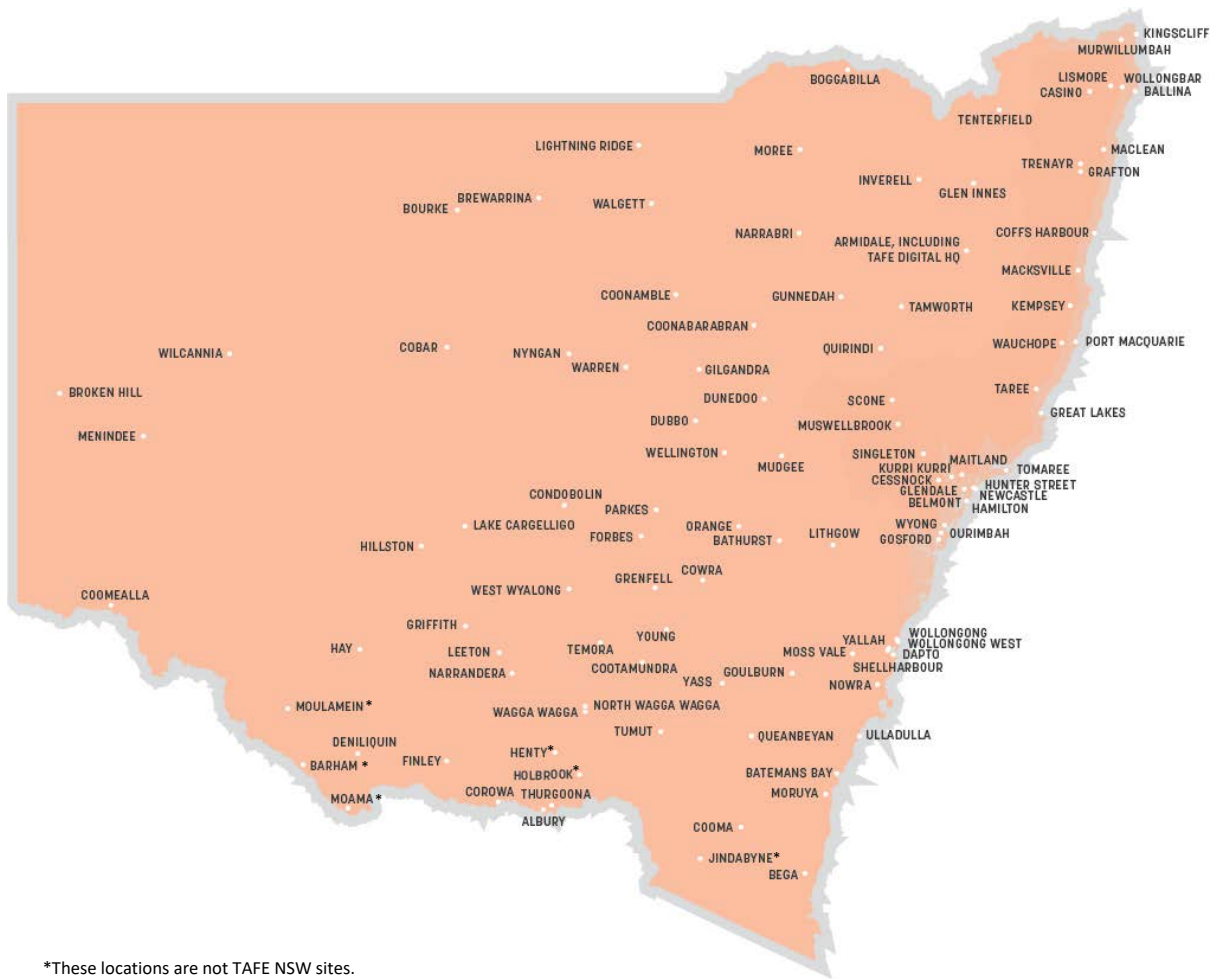 KINGSCLIFF
MURWILLUMBAH
BOGGABILLA
LISMORE
WOLLONGBAR
CASINO
BALLINA
TENTERFIELD
LIGHTNING RIDGE
MOREE
MACLEAN
TRENAYR
GRAFTON
INVERELL
GLEN INNES
BREWARRINA
BOURKE
WALGETT
NARRABRI
COFFS HARBOUR
ARMIDALE, INCLUDING
TAFE DIGITAL HQ
MACKSVILLE
COONAMBLE
GUNNEDAH
TAMWORTH
KEMPSEY
COONABARABRAN
WILCANNIA
COBAR
NYNGAN
QUIRINDI
WAUCHOPE
PORT MACQUARIE
WARREN
GILGANDRA
BROKEN HILL
TAREE
DUNEDOO
SCONE
GREAT LAKES
DUBBO
MUSWELLBROOK
MENINDEE
WELLINGTON
MUDGEE
SINGLETON
MAITLAND
KURRI KURRI
TOMAREE
CESSNOCK
HUNTER STREET
GLENDALE
NEWCASTLE
BELMONT
HAMILTON
CONDOBOLIN
PARKES
LAKE CARGELLIGO
ORANGE
WYONG
OURIMBAH
FORBES
BATHURST
LITHGOW
GOSFORD
HILLSTON
COWRA
GRENFELL
WEST WYALONG
COOMEALLA
GRIFFITH
YOUNG
WOLLONGONG
YALLAH
WOLLONGONG WEST
HAY
LEETON
TEMORA
MOSS VALE
DAPTO
COOTAMUNDRA
SHELLHARBOUR
NARRANDERA
YASS
GOULBURN
NOWRA
MOULAMEIN*
NORTH WAGGA WAGGA
WAGGA WAGGA
TUMUT
QUEANBEYAN
ULLADULLA
DENILIQUIN
HENTY*
BARHAM *
FINLEY
HOLBROOK*
BATEMANS BAY
MOAMA*
COROWA
THURGOONA
MORUYA
ALBURY
COOMA
JINDABYNE*
BEGA
*These locations are not TAFE NSW sites.